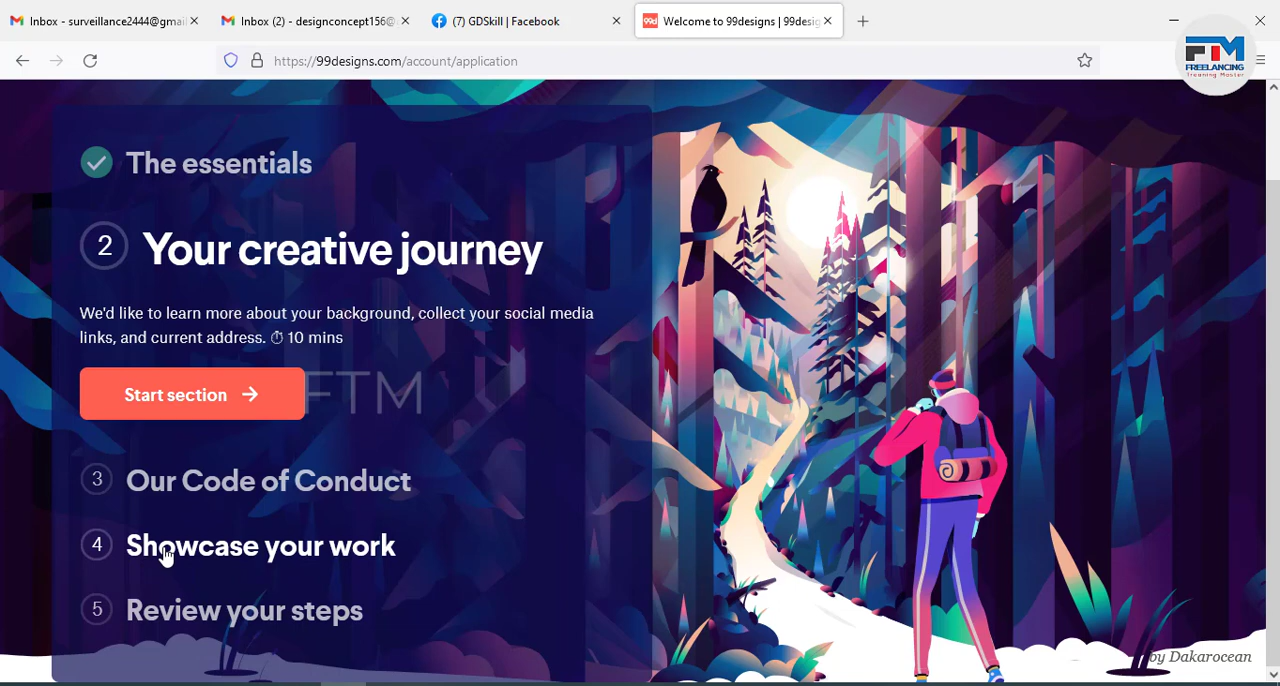 Inbox - surveillance2444@gmai
Inbox (2) - designconcept156@
(7) GDSkill | Facebook
99d
Welcome to 99designs | 99desig
https://99designs.com/account/application
FTM
FREELANCING
Treaning Master
The essentials
2
Your creative journey
We'd like to learn more about your background, collect your social media
links, and current address. ⏱ 10 mins
Start section →
FTM
3
Our Code of Conduct
4
Showcase your work
5
Review your steps
by Dakarocean